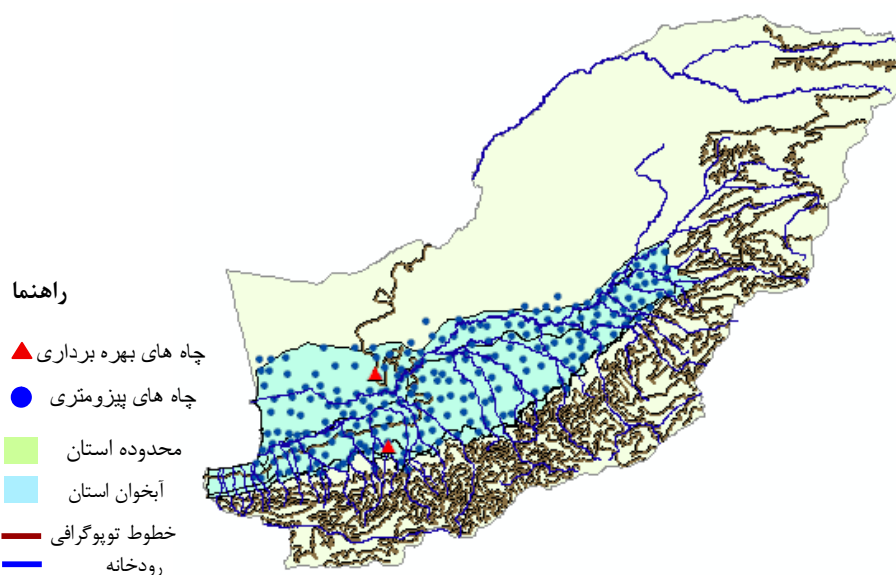 راهنما
چاه های بهره برداری
چاه های پیزومتری
محدوده استان
آبخوان استان
خطوط توپوگرافی
رودخانه